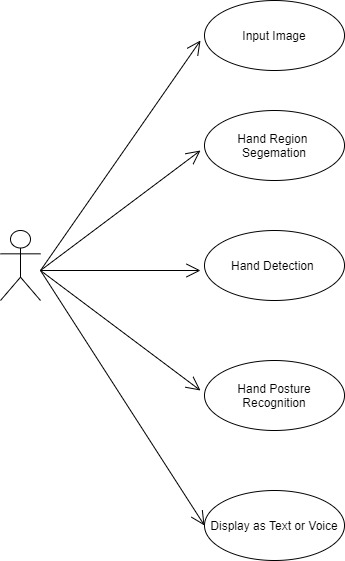 Input Image
Hand Region
Segemation
Hand Detection
Hand Posture
Recognition
Display as Text or Voice